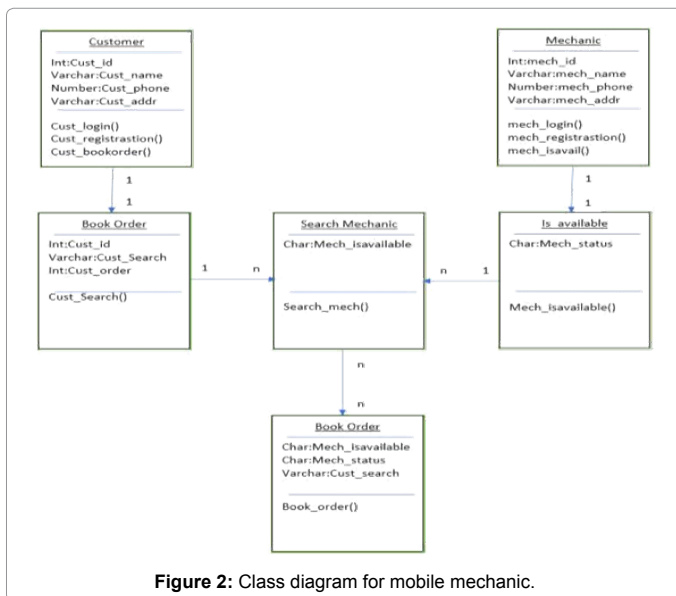 Customer
Int:Cust_id
Varchar:Cust_name
Number:Cust_phone
Varchar:Cust_addr
Cust_login()
Cust_registrastion()
Cust_bookorder()
Mechanic
Int:mech_id
Varchar:mech_name
Number:mech_phone
Varchar:mech_addr
mech_login()
mech_registrastion()
mech_isavail()
1
1
1
1
Book Order
Int:Cust_id
Varchar:Cust_Search
Int:Cust_order
Cust_Search()
1 n
Search Mechanic
Char:Mech_isavailable
Search_mech()
n 1
Is_available
Char:Mech_status
Mech_isavailable()
n
n
Book Order
Char:Mech_isavailable
Char:Mech_status
Varchar:Cust_search
Book_order()
Figure 2: Class diagram for mobile mechanic.